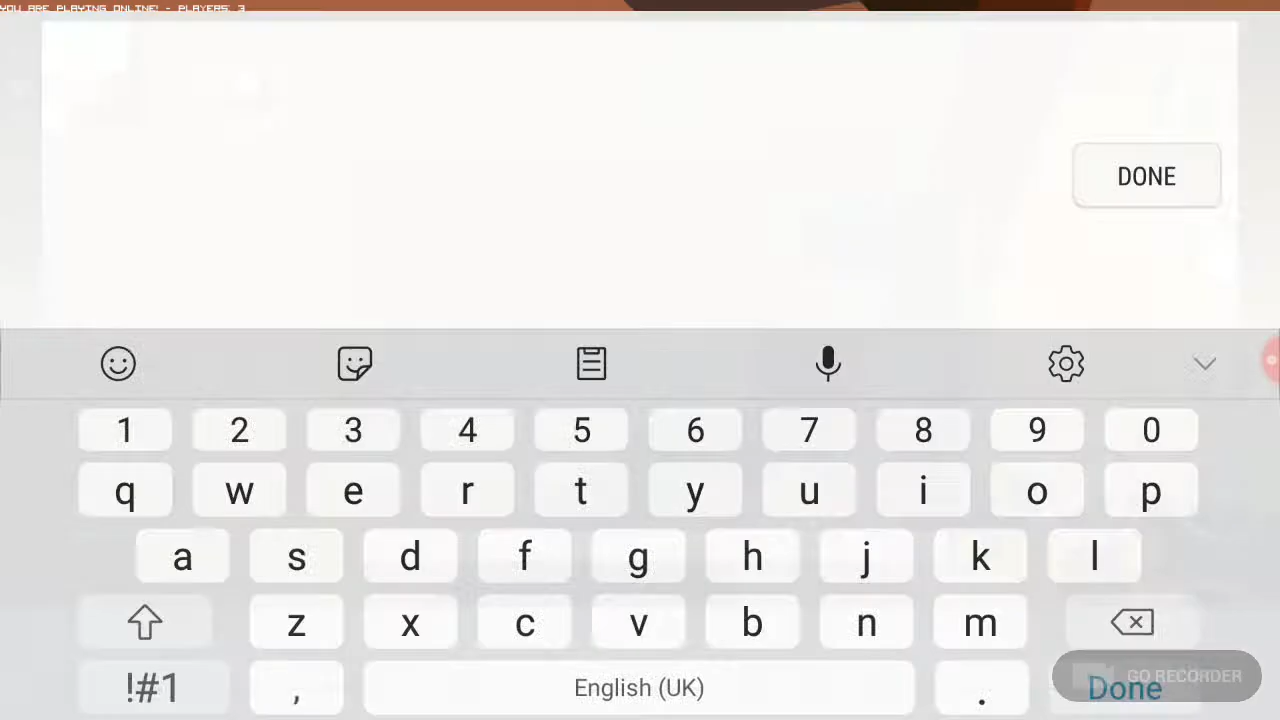 YOU ARE PLAYING ONLINE! - PLAYERS: 3
DONE
1 2 3 4 5 6 7 8 9 0
q w e r t y u i o p
a s d f g h j k l
z x c v b n m
!#1 , English (UK) . Done
GO RECORDER